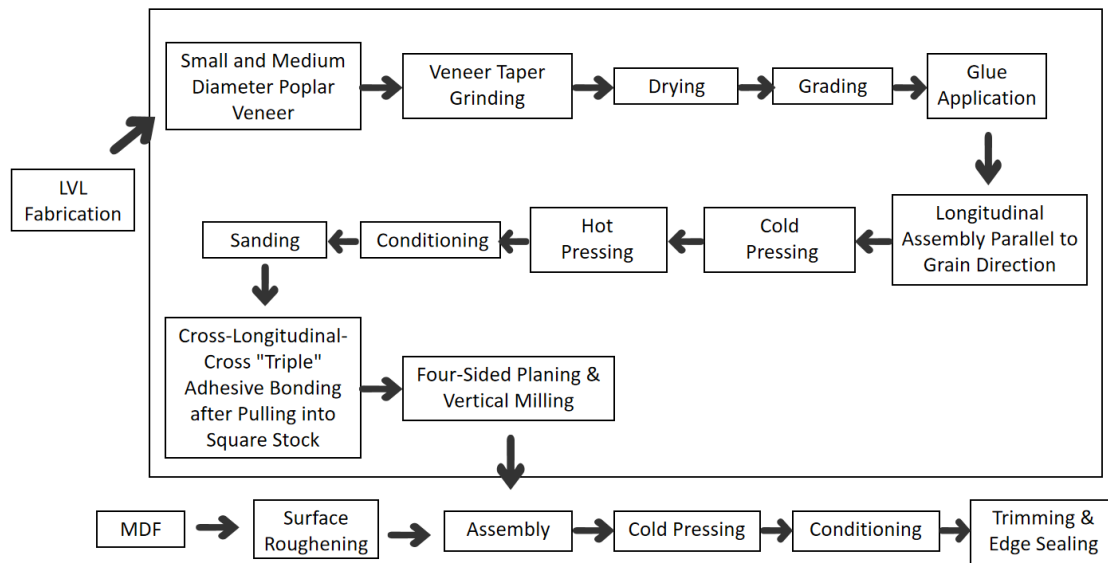 Small and Medium
Diameter Poplar
Veneer
Veneer Taper
Grinding
Drying
Grading
Glue
Application
LVL
Fabrication
Longitudinal
Assembly Parallel to
Grain Direction
Cold
Pressing
Hot
Pressing
Conditioning
Sanding
Cross-Longitudinal-
Cross "Triple"
Adhesive Bonding
after Pulling into
Square Stock
Four-Sided Planing &
Vertical Milling
MDF
Surface
Roughening
Assembly
Cold Pressing
Conditioning
Trimming &
Edge Sealing